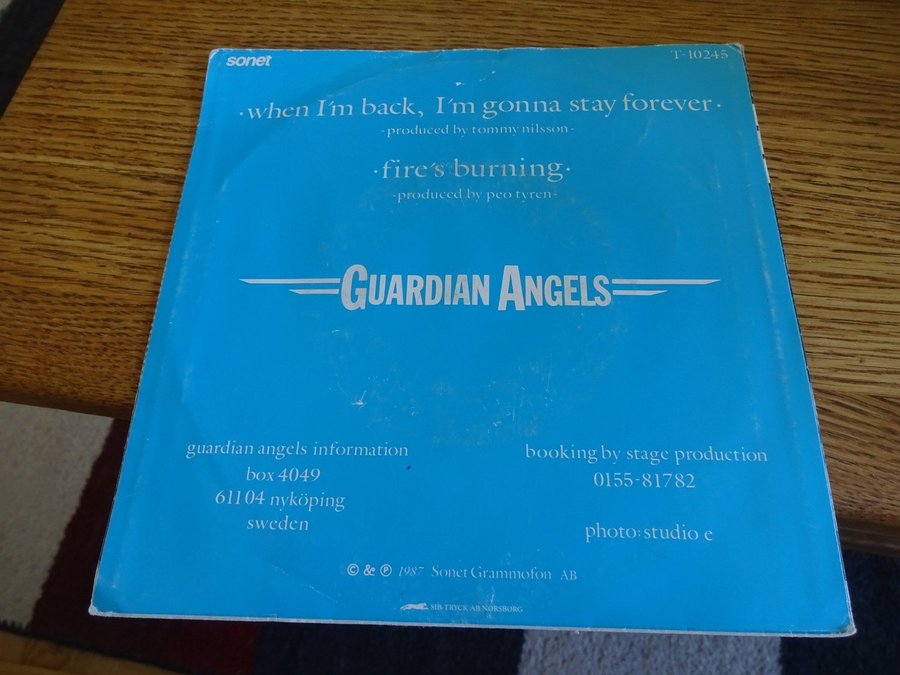 sonet
T-10245
·when I'm back, I'm gonna stay forever·
-produced by tommy nilsson-
·fire's burning·
-produced by peo tyren-
GUARDIAN ANGELS
guardian angels information
box 4049
61104 nyköping
sweden
booking by stage production
0155-81782
photo: studio e
© & ℗ 1987 Sonet Grammofon AB
SIB-TRYCK AB NORSBORG